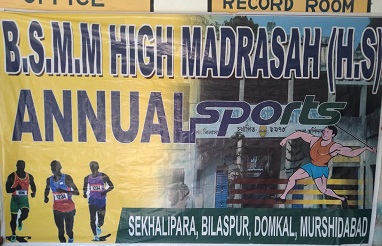 OFFICE
RECORD ROOM
B.S.M.M HIGH MADRASAH (H.S)
ANNUAL sports
SEKHALIPARA, BILASPUR, DOMKAL, MURSHIDABAD